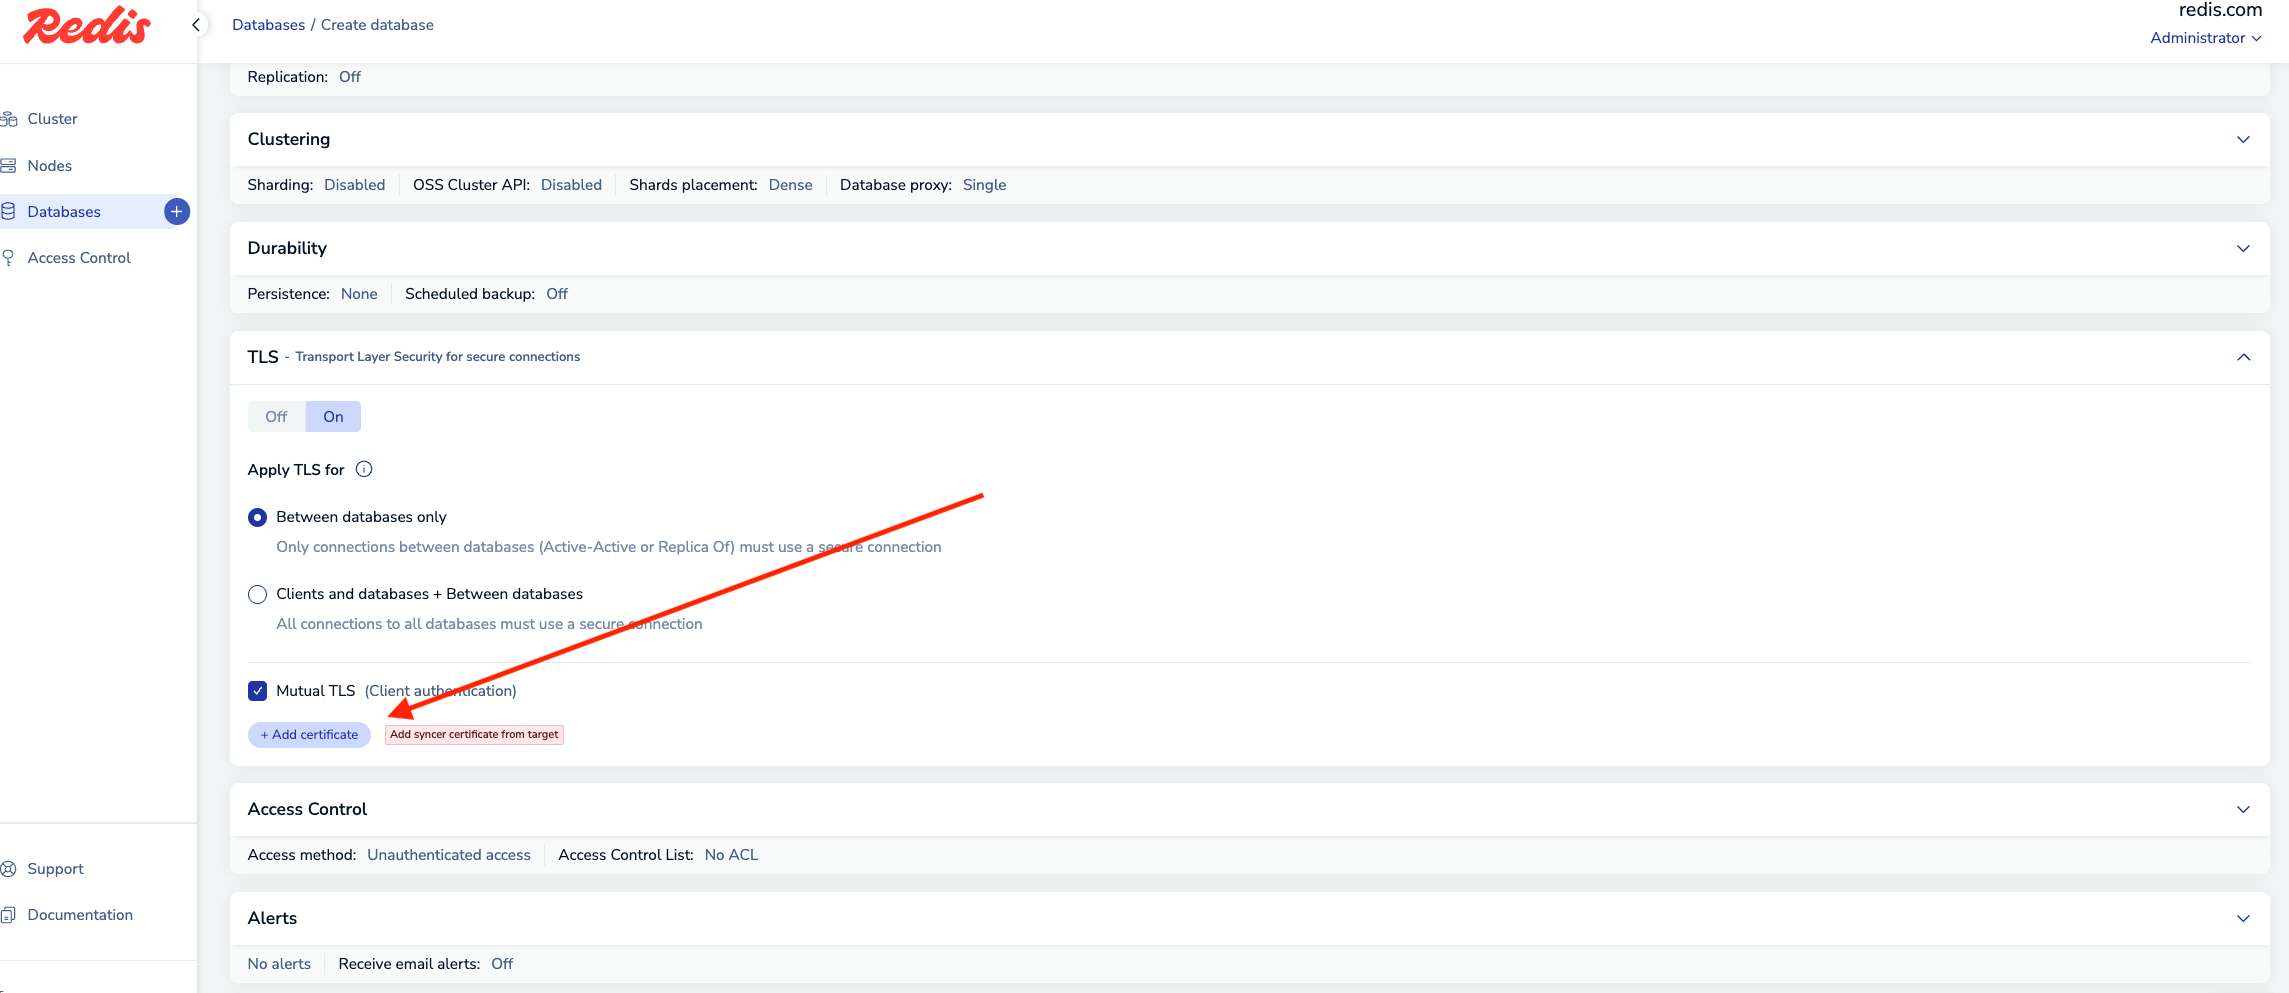 Redis
Databases / Create database
redis.com
Administrator
Cluster
Nodes
Databases
Access Control
Support
Documentation
Replication: Off
Clustering
Sharding: Disabled OSS Cluster API: Disabled Shards placement: Dense Database proxy: Single
Durability
Persistence: None Scheduled backup: Off
TLS - Transport Layer Security for secure connections
Off On
Apply TLS for
Between databases only
Only connections between databases (Active-Active or Replica Of) must use a secure connection
Clients and databases + Between databases
All connections to all databases must use a secure connection
Mutual TLS (Client authentication)
+ Add certificate Add syncer certificate from target
Access Control
Access method: Unauthenticated access Access Control List: No ACL
Alerts
No alerts Receive email alerts: Off